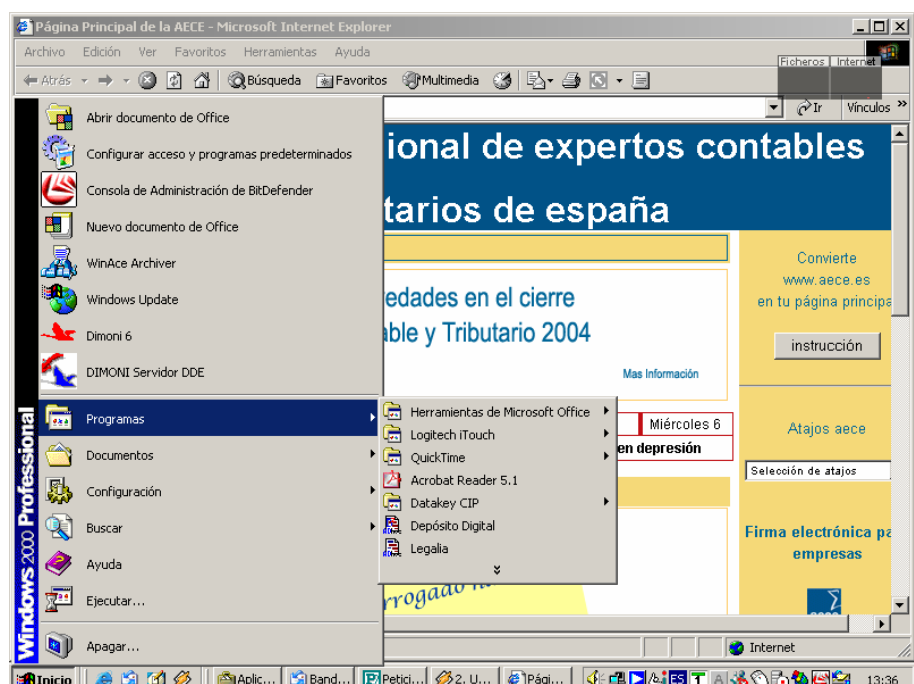 Página Principal de la AECE - Microsoft Internet Explorer
Archivo Edición Ver Favoritos Herramientas Ayuda
Ficheros Internet
Atrás Búsqueda Favoritos Multimedia
Ir Vínculos »
Abrir documento de Office
Configurar acceso y programas predeterminados
Consola de Administración de BitDefender
Nuevo documento de Office
WinAce Archiver
Windows Update
Dimoni 6
DIMONI Servidor DDE
Programas
Documentos
Configuración
Buscar
Ayuda
Ejecutar...
Apagar...
Windows 2000 Professional
Herramientas de Microsoft Office
Logitech iTouch
QuickTime
Acrobat Reader 5.1
Datakey CIP
Depósito Digital
Legalia
ional de expertos contables
tarios de españa
edades en el cierre
able y Tributario 2004
Mas Información
Miércoles 6
en depresión
Convierte
www.aece.es
en tu página principa
instrucción
Atajos aece
Selección de atajos
Firma electrónica pa
empresas
Internet
Inicio Aplic... Band... Petici... 2. U... Pági... ES 13:36